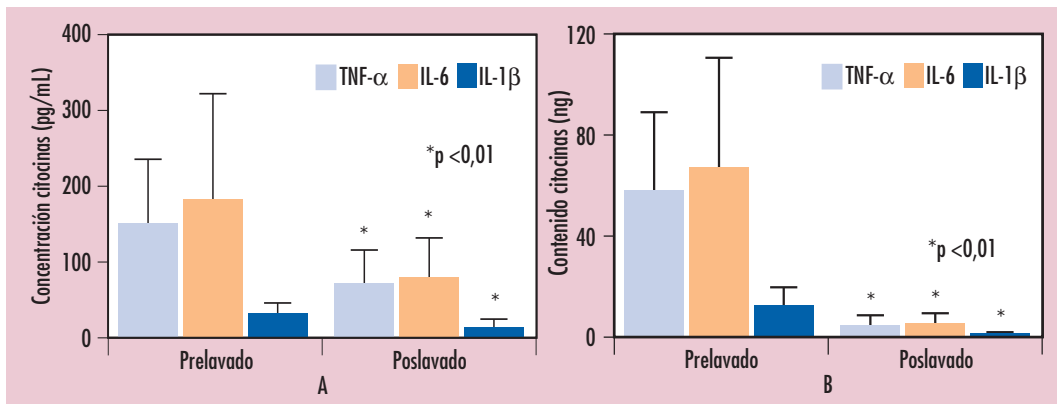 400
300
200
100
0
Concentración citocinas (pg/mL)
TNF-α IL-6 IL-1β
*p <0,01
* * *
Prelavado Poslavado
A
120
80
40
0
Contenido citocinas (ng)
TNF-α IL-6 IL-1β
*p <0,01
* * *
Prelavado Poslavado
B